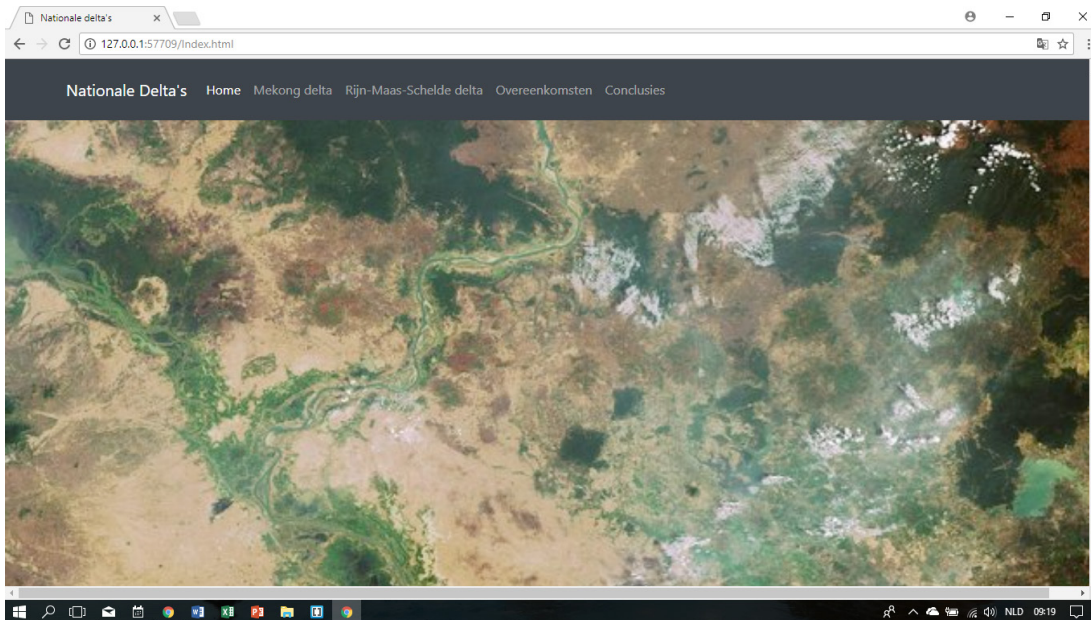 Nationale delta's
127.0.0.1:57709/Index.html
Nationale Delta's Home Mekong delta Rijn-Maas-Schelde delta Overeenkomsten Conclusies
NLD 09:19